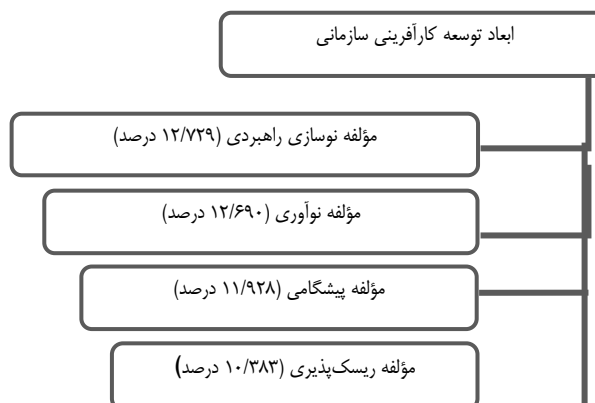 ابعاد توسعه کارآفرینی سازمانی
مؤلفه نوسازی راهبردی (۱۲/۷۲۹ درصد)
مؤلفه نوآوری (۱۲/۶۹۰ درصد)
مؤلفه پیشگامی (۱۱/۹۲۸ درصد)
مؤلفه ریسک‌پذیری (۱۰/۳۸۳ درصد)